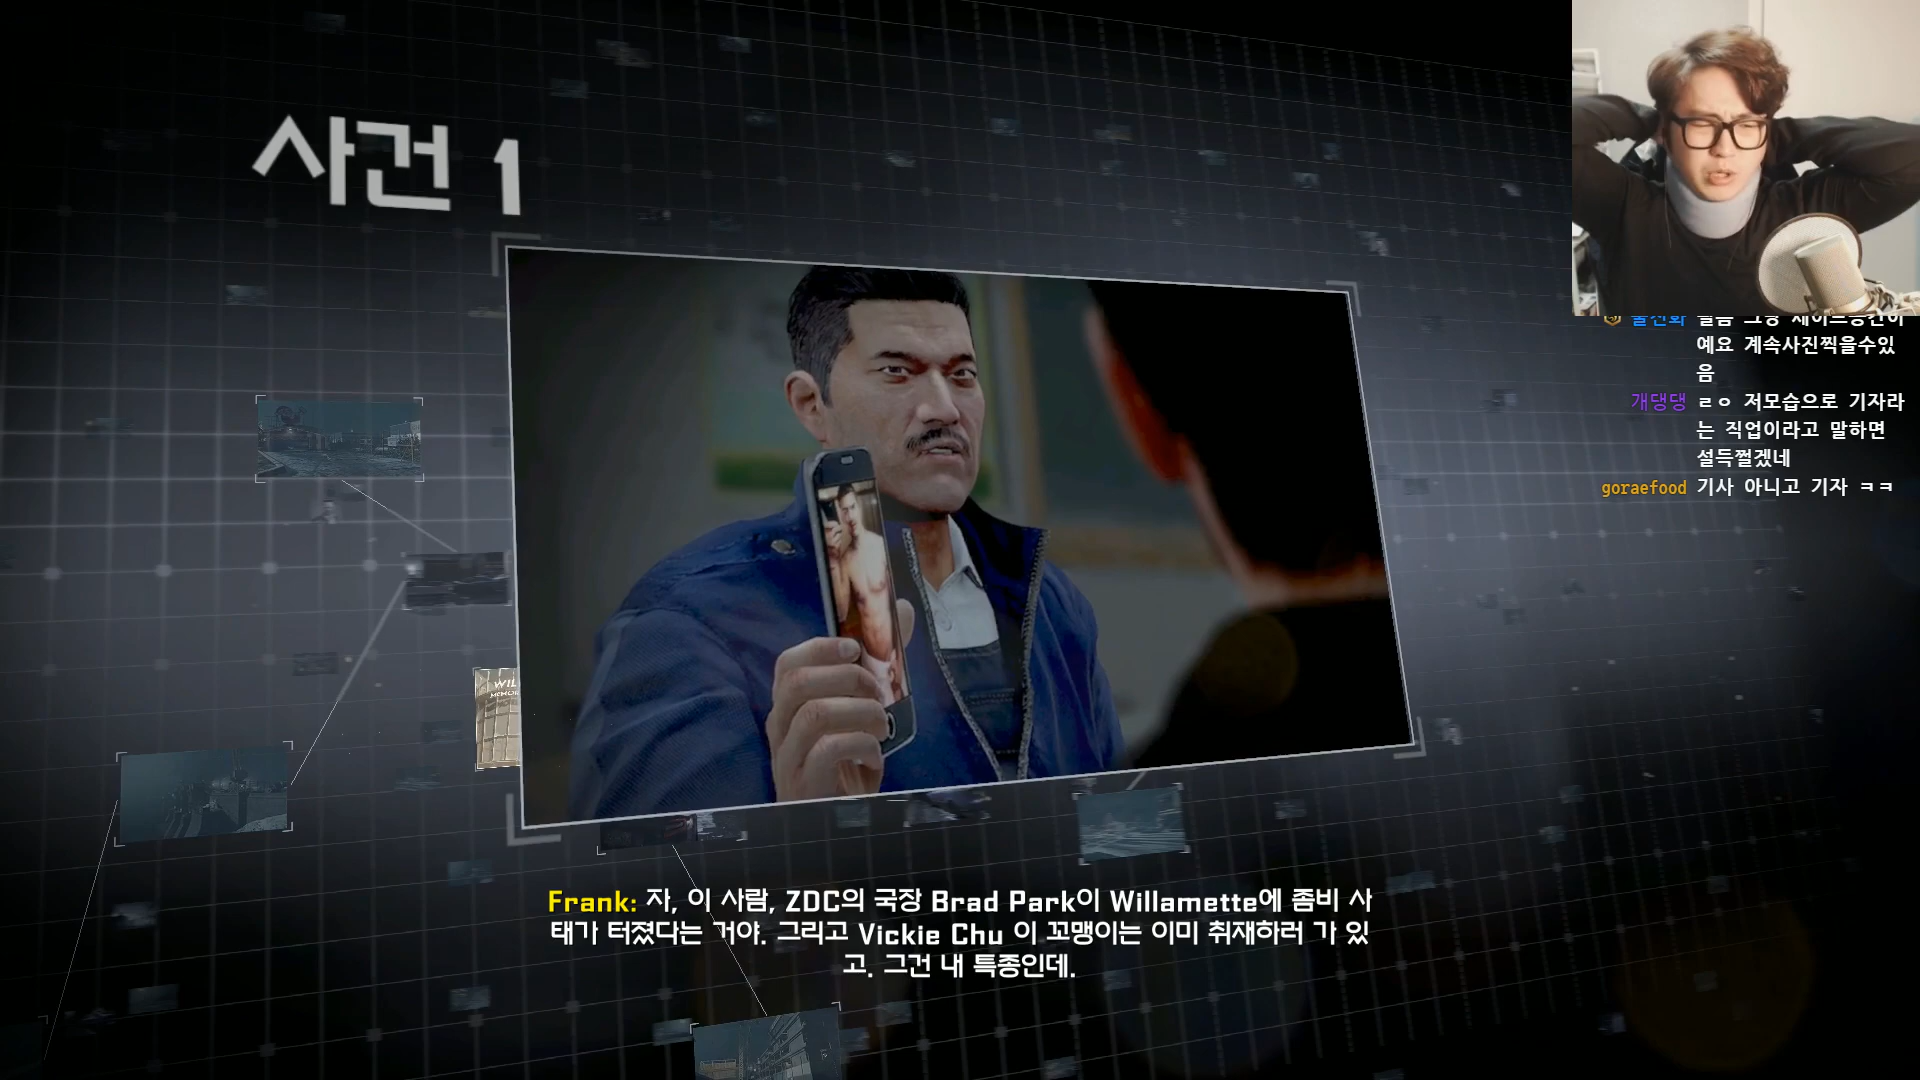 사건 1
예요 계속사진찍을수있
음
개댕댕 ㄹㅇ 저모습으로 기자라
는 직업이라고 말하면
설득쩔겠네
goraefood 기사 아니고 기자 ㅋㅋ
WIL
MEMOR
Frank: 자, 이 사람, ZDC의 국장 Brad Park이 Willamette에 좀비 사
태가 터졌다는 거야. 그리고 Vickie Chu 이 꼬맹이는 이미 취재하러 가 있
고. 그건 내 특종인데.